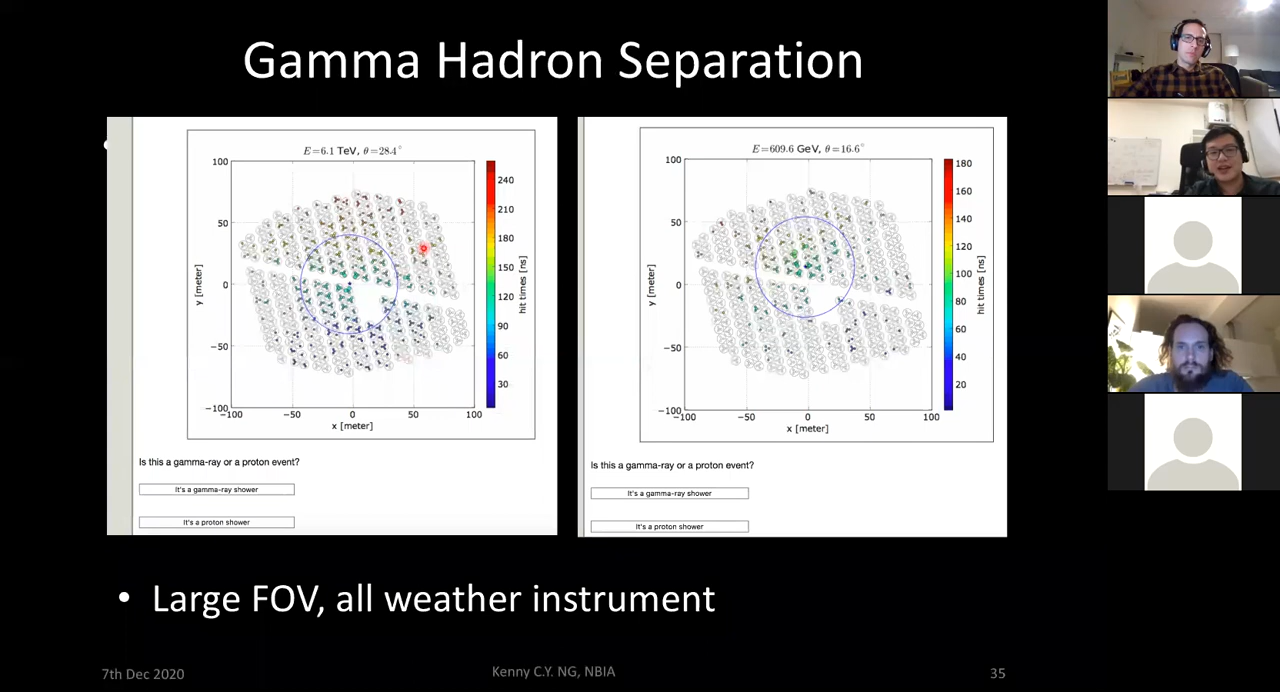 Gamma Hadron Separation
E=6.1 TeV, θ=28.4°
100
50
0
−50
−100
−100 −50 0 50 100
x [meter]
y [meter]
240
210
180
150
120
90
60
30
hit times [ns]
Is this a gamma-ray or a proton event?
It's a gamma-ray shower
It's a proton shower
E=609.6 GeV, θ=16.6°
100
50
0
−50
−100
−100 −50 0 50 100
x [meter]
y [meter]
180
160
140
120
100
80
60
40
20
hit times [ns]
Is this a gamma-ray or a proton event?
It's a gamma-ray shower
It's a proton shower
• Large FOV, all weather instrument
7th Dec 2020
Kenny C.Y. NG, NBIA
35